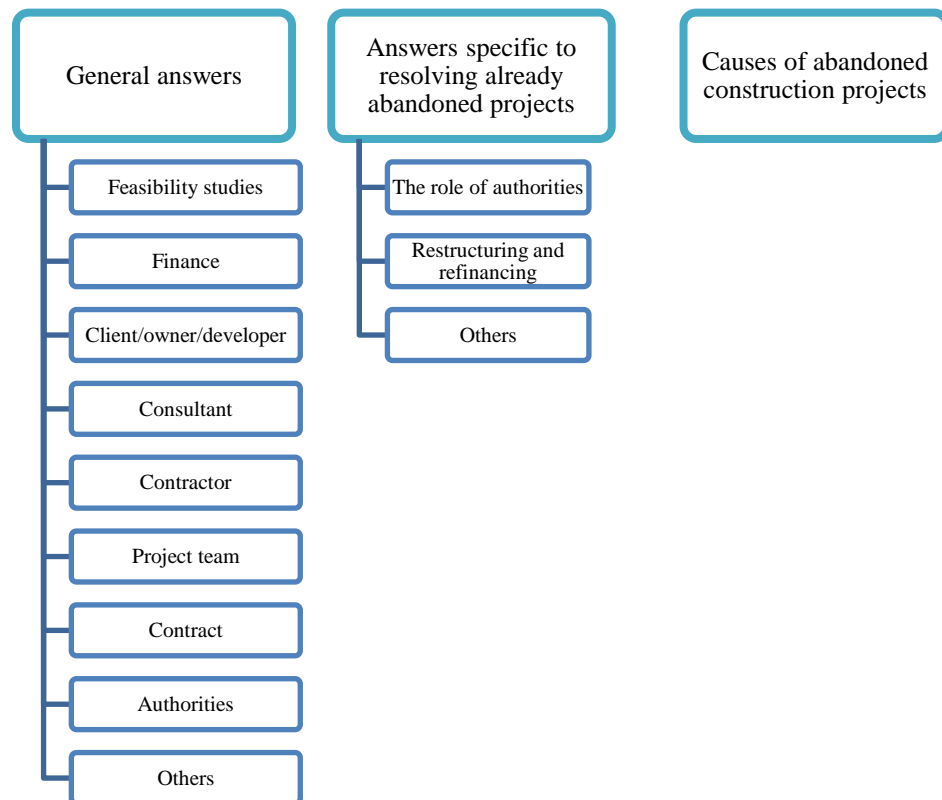 General answers
Feasibility studies
Finance
Client/owner/developer
Consultant
Contractor
Project team
Contract
Authorities
Others
Answers specific to
resolving already
abandoned projects
The role of authorities
Restructuring and
refinancing
Others
Causes of abandoned
construction projects